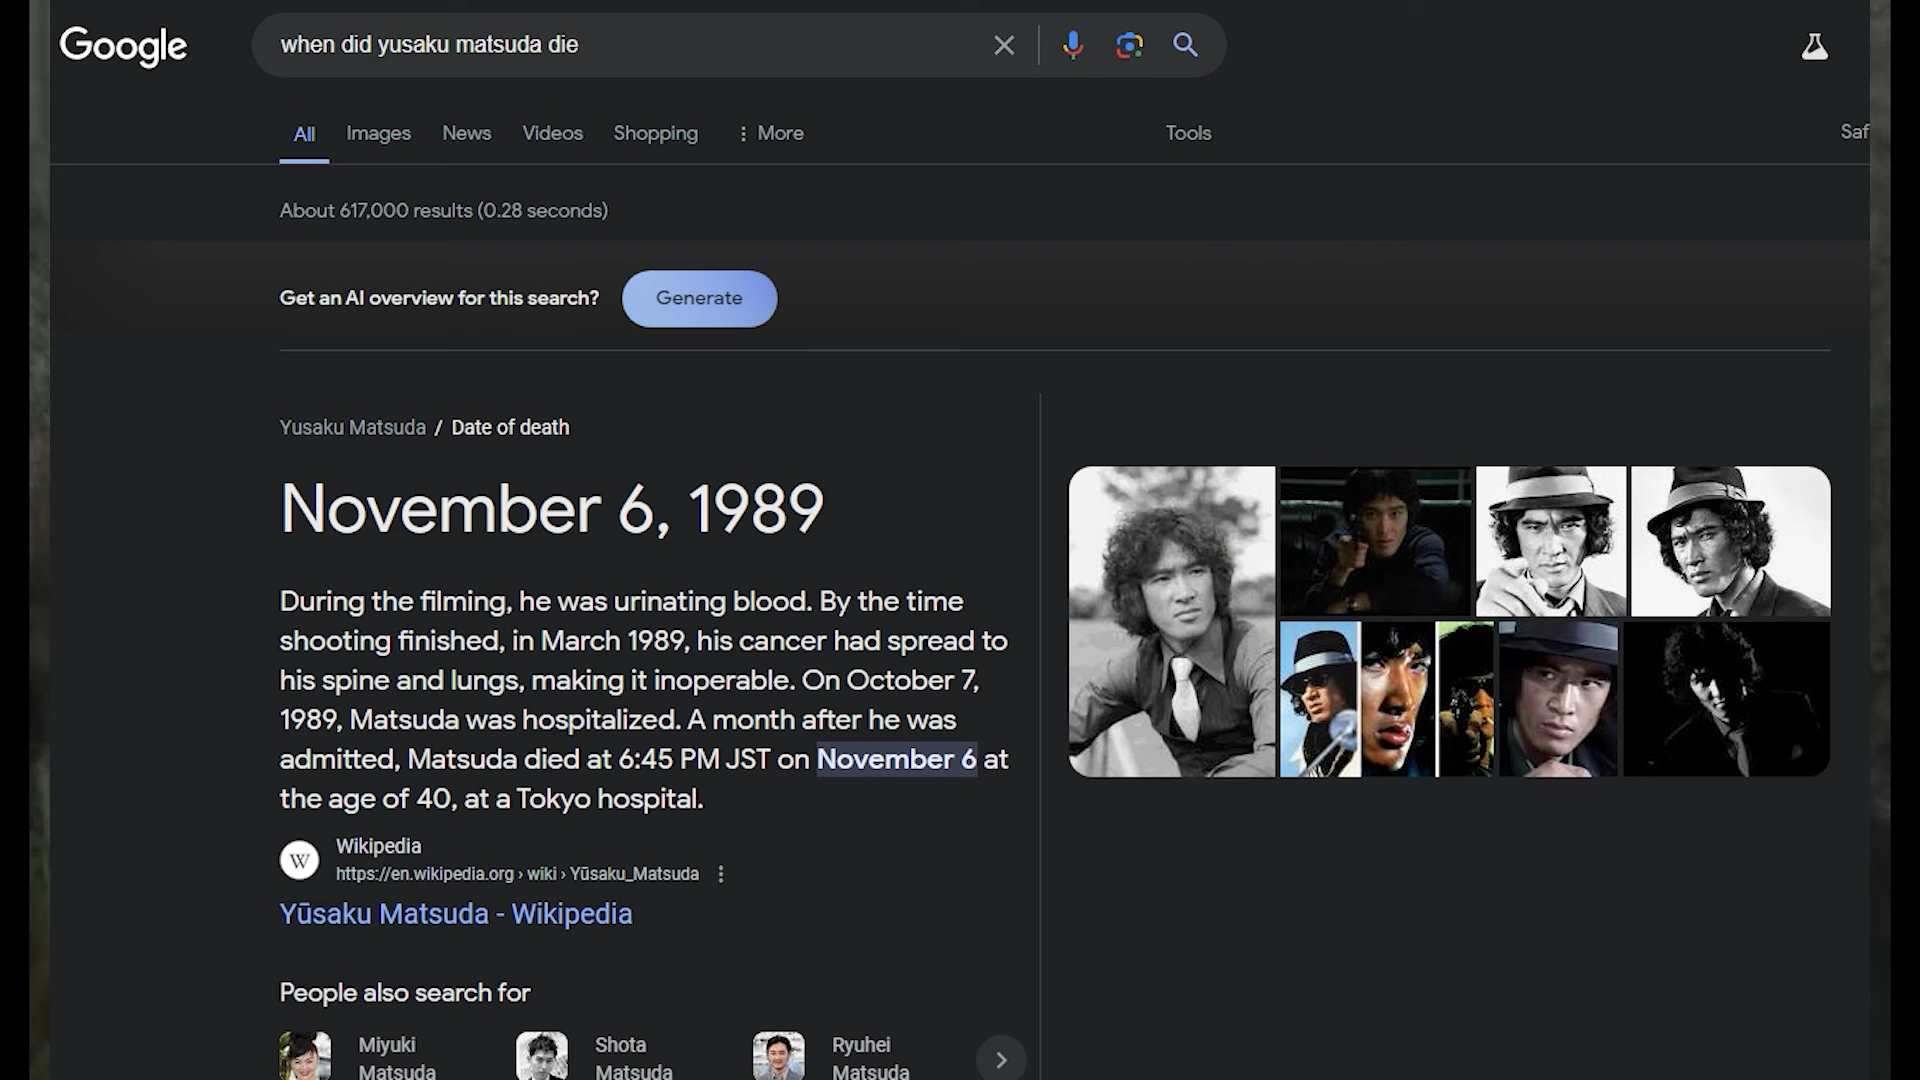 Google
when did yusaku matsuda die
All Images News Videos Shopping More Tools Saf
About 617,000 results (0.28 seconds)
Get an AI overview for this search? Generate
Yusaku Matsuda / Date of death
November 6, 1989
During the filming, he was urinating blood. By the time
shooting finished, in March 1989, his cancer had spread to
his spine and lungs, making it inoperable. On October 7,
1989, Matsuda was hospitalized. A month after he was
admitted, Matsuda died at 6:45 PM JST on November 6 at
the age of 40, at a Tokyo hospital.
W
Wikipedia
https://en.wikipedia.org › wiki › Yūsaku_Matsuda
Yūsaku Matsuda - Wikipedia
People also search for
Miyuki
Matsuda
Shota
Matsuda
Ryuhei
Matsuda